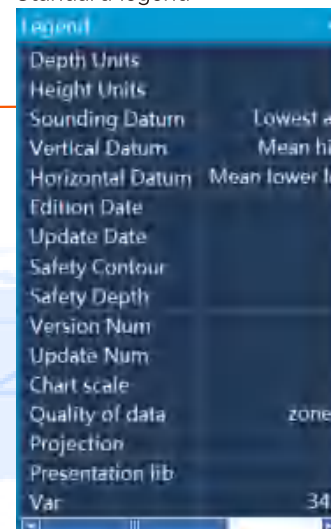 Standard legend
Legend
Depth Units
Height Units
Sounding Datum Lowest a
Vertical Datum Mean hi
Horizontal Datum Mean lower l
Edition Date
Update Date
Safety Contour
Safety Depth
Version Num
Update Num
Chart scale
Quality of data zone
Projection
Presentation lib
Var 34